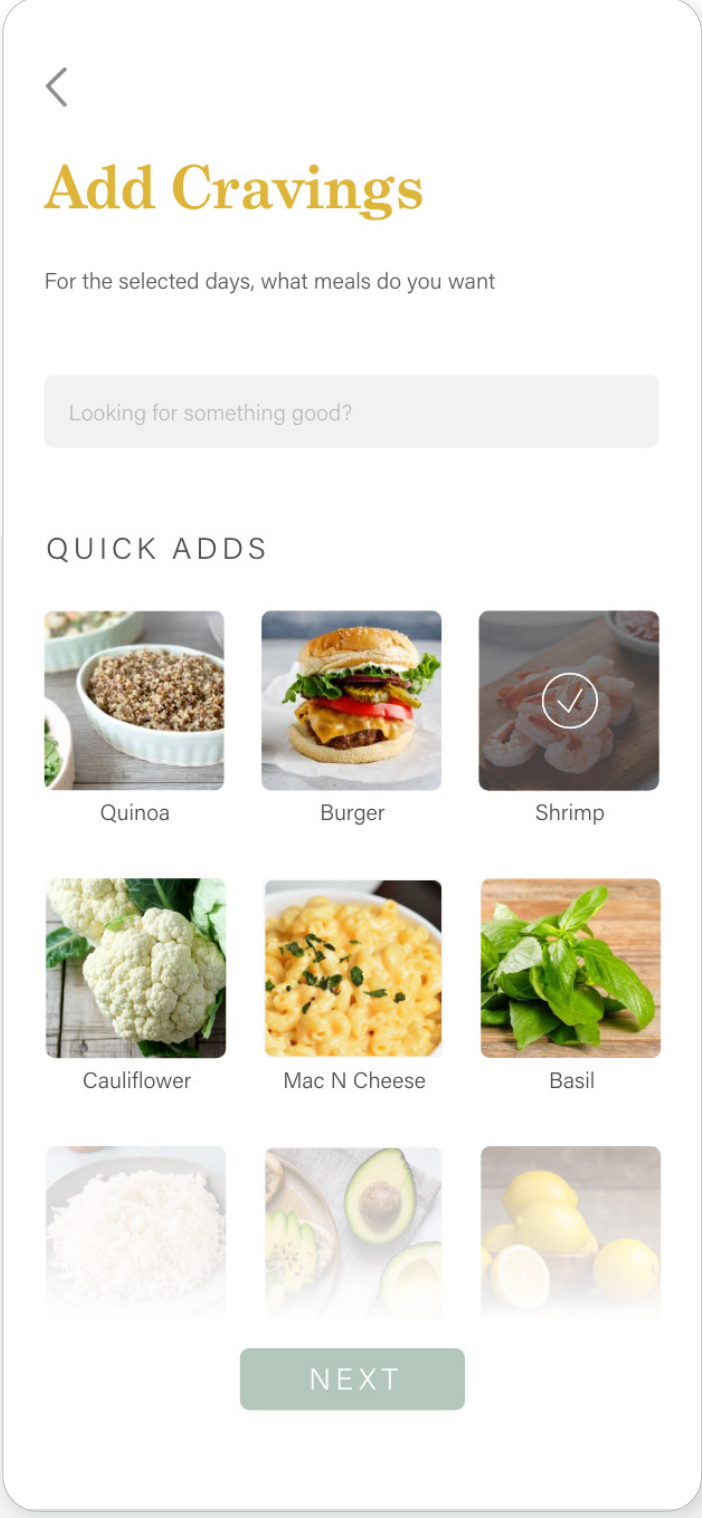 Add Cravings
For the selected days, what meals do you want
Looking for something good?
QUICK ADDS
Quinoa
Burger
Shrimp
Cauliflower
Mac N Cheese
Basil
NEXT